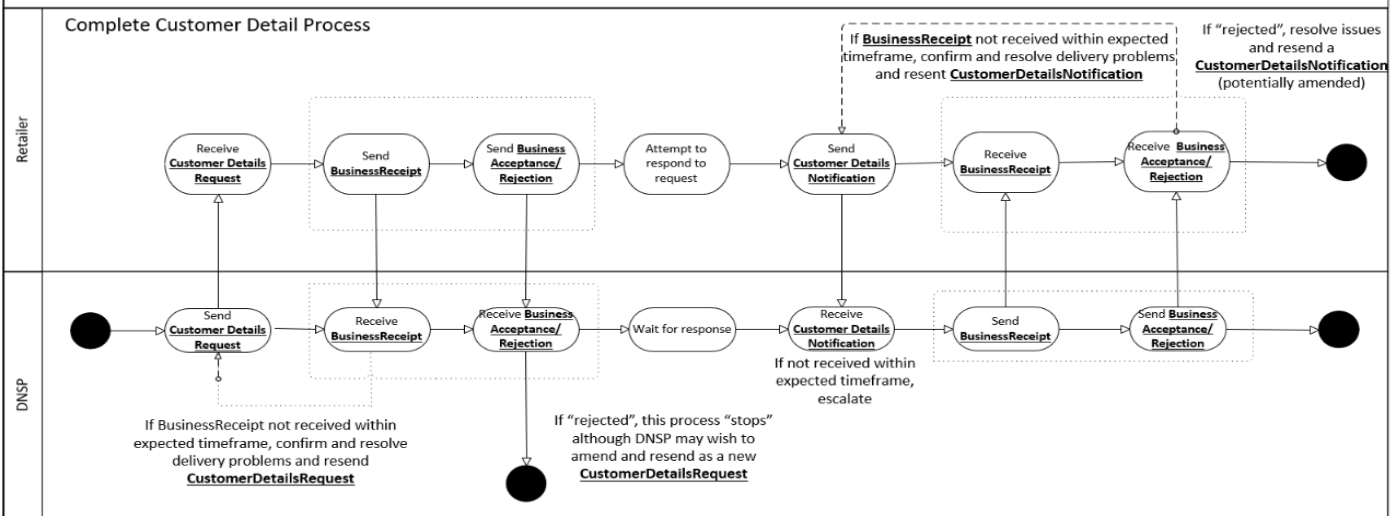 Complete Customer Detail Process
Retailer
If BusinessReceipt not received within expected
timeframe, confirm and resolve delivery problems
and resent CustomerDetailsNotification
If “rejected”, resolve issues
and resend a
CustomerDetailsNotification
(potentially amended)
Receive
Customer Details
Request
Send
BusinessReceipt
Send Business
Acceptance/
Rejection
Attempt to
respond to
request
Send
Customer Details
Notification
Receive
BusinessReceipt
Receive Business
Acceptance/
Rejection
DNSP
Send
Customer Details
Request
Receive
BusinessReceipt
Receive Business
Acceptance/
Rejection
Wait for response
Receive
Customer Details
Notification
Send
BusinessReceipt
Send Business
Acceptance/
Rejection
If not received within
expected timeframe,
escalate
If BusinessReceipt not received within
expected timeframe, confirm and resolve
delivery problems and resend
CustomerDetailsRequest
If “rejected”, this process “stops”
although DNSP may wish to
amend and resend as a new
CustomerDetailsRequest